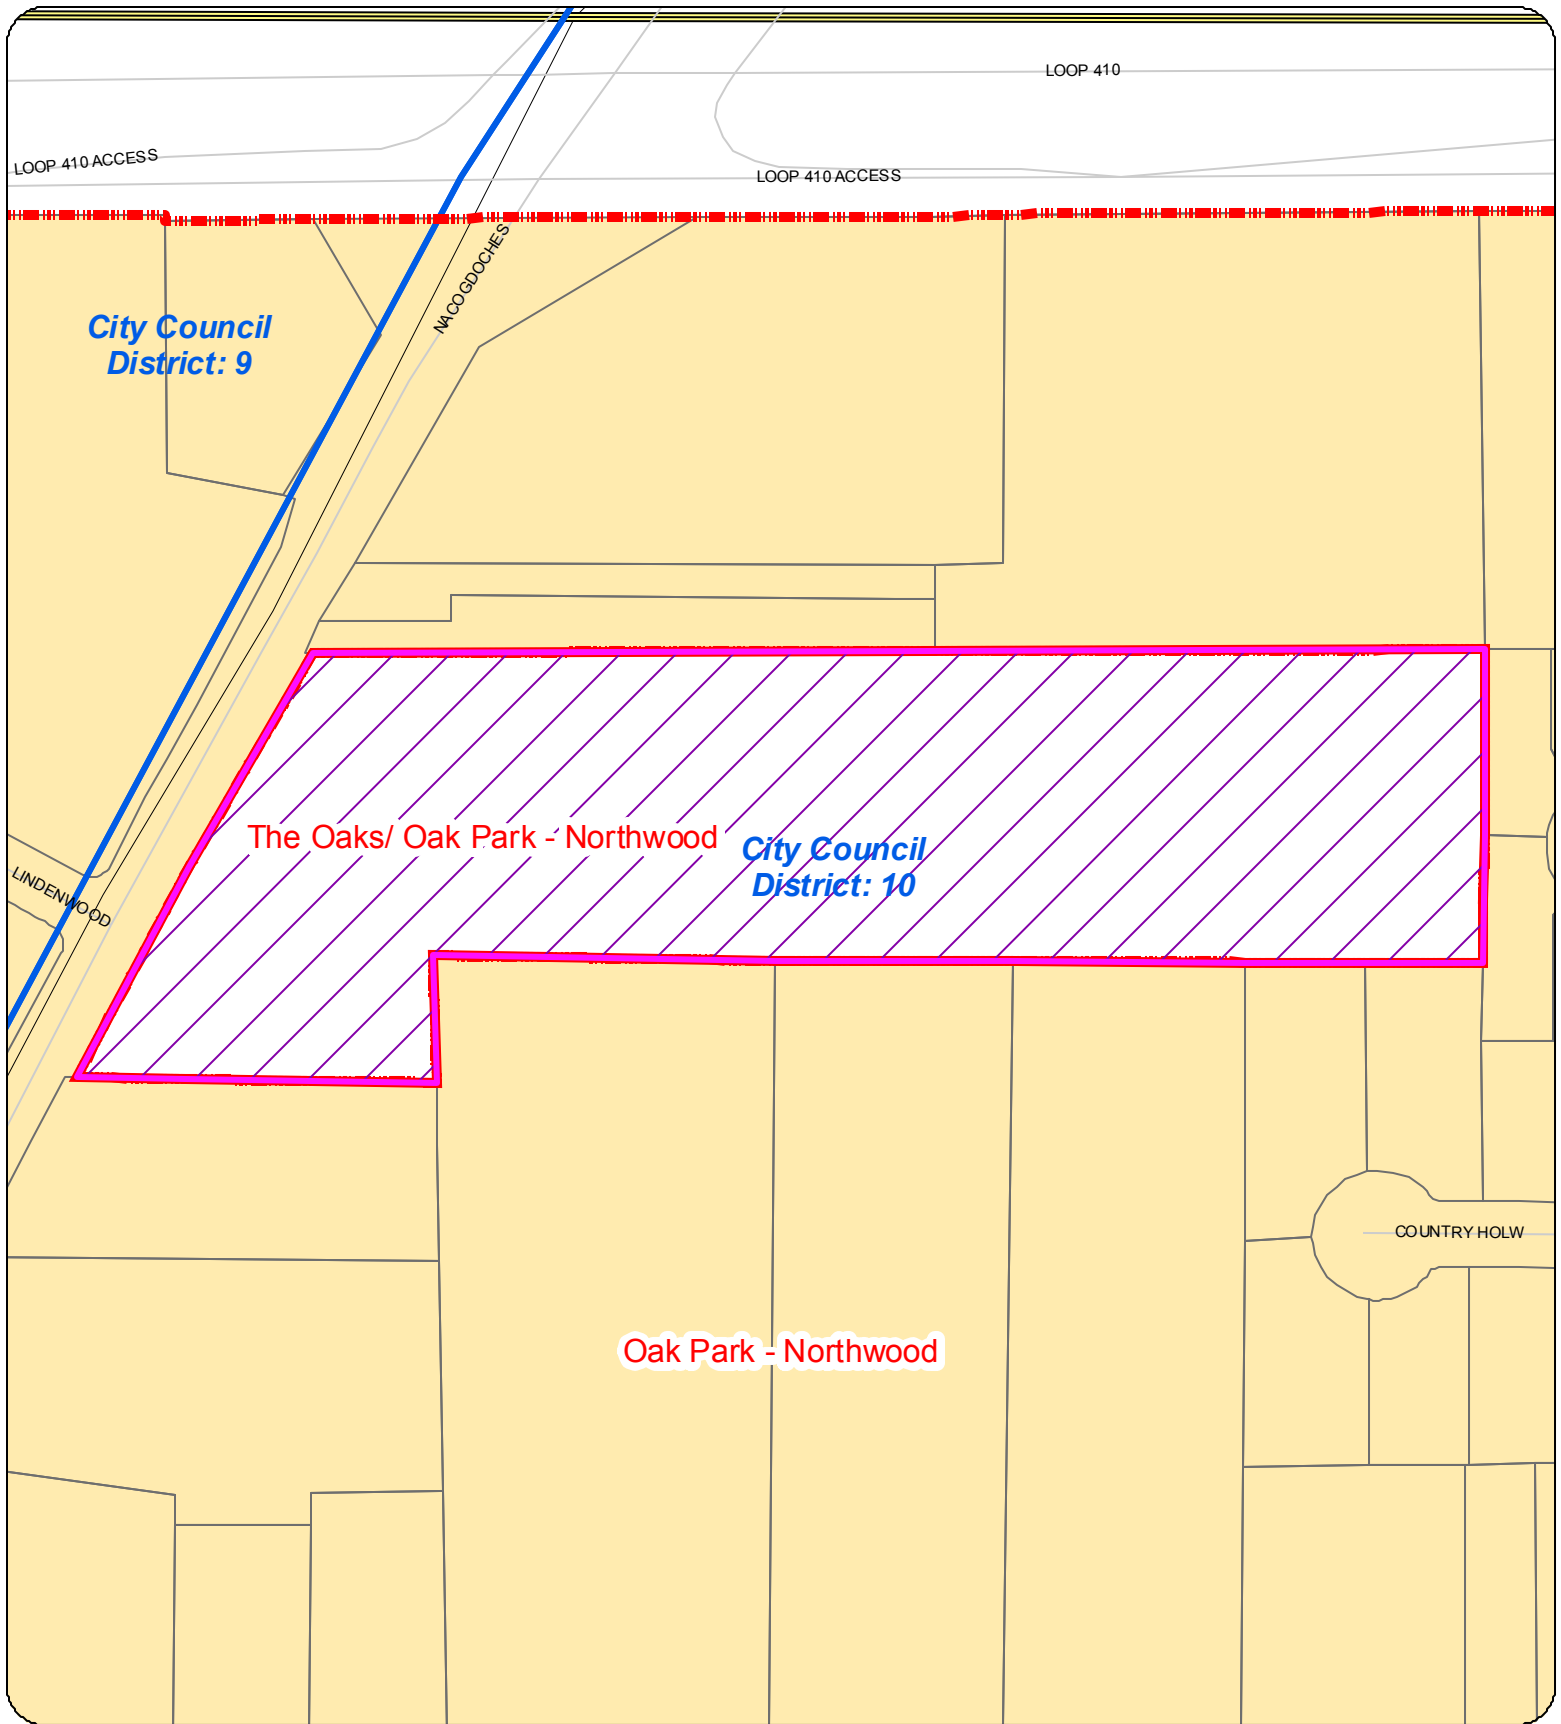 LOOP 410
LOOP 410 ACCESS
LOOP 410 ACCESS
NACOGDOCHES
City Council
District: 9
The Oaks/ Oak Park - Northwood
City Council
District: 10
LINDENWOOD
COUNTRY HOLW
Oak Park - Northwood